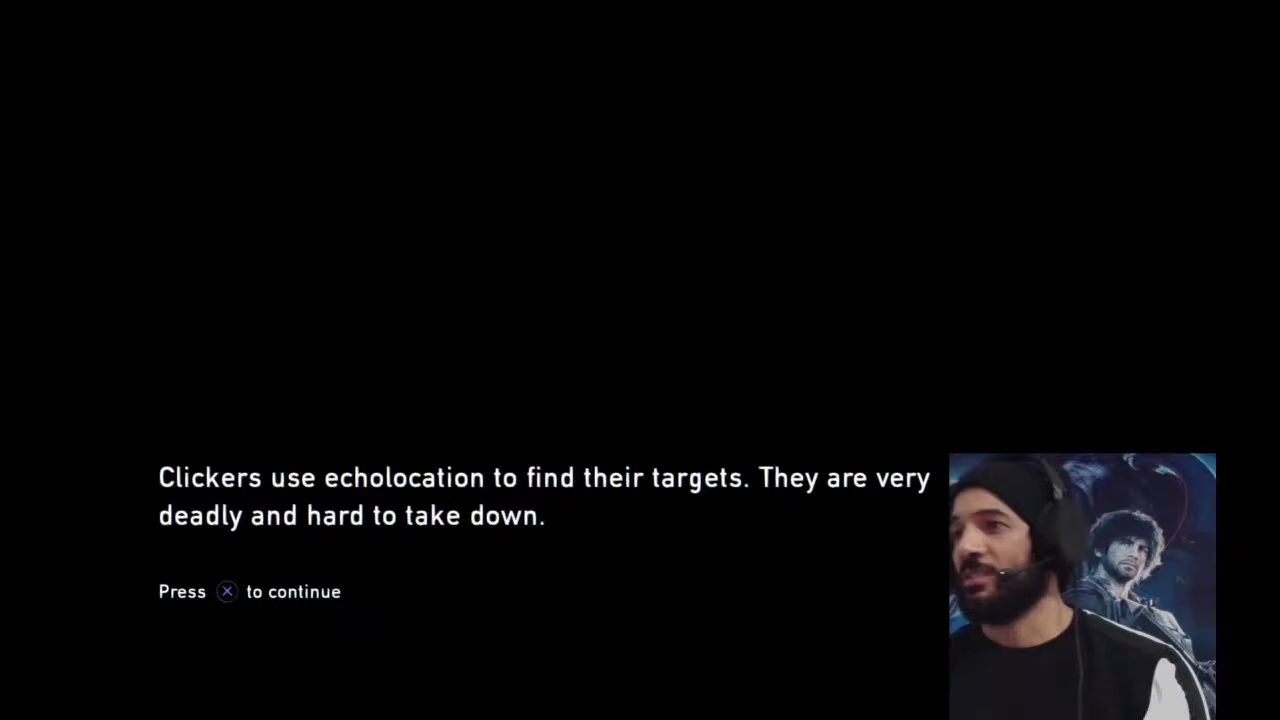 Clickers use echolocation to find their targets. They are very
deadly and hard to take down.
Press ⓧ to continue